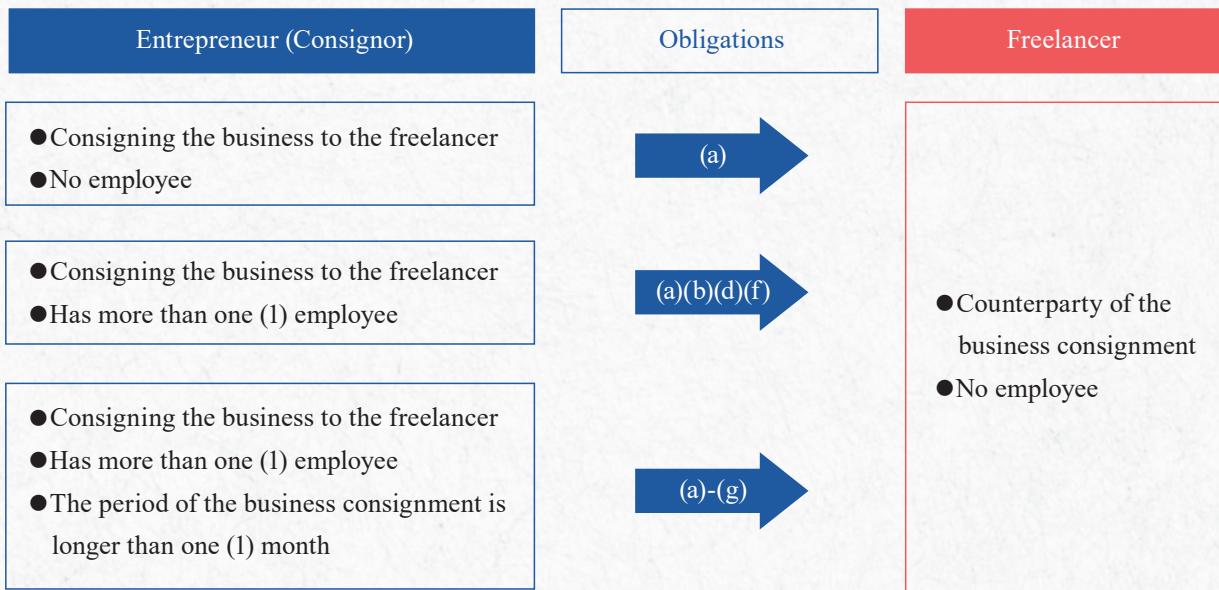 Entrepreneur (Consignor)
Obligations
Freelancer
●Consigning the business to the freelancer
●No employee
(a)
●Consigning the business to the freelancer
●Has more than one (1) employee
(a)(b)(d)(f)
●Consigning the business to the freelancer
●Has more than one (1) employee
●The period of the business consignment is
longer than one (1) month
(a)-(g)
●Counterparty of the
business consignment
●No employee